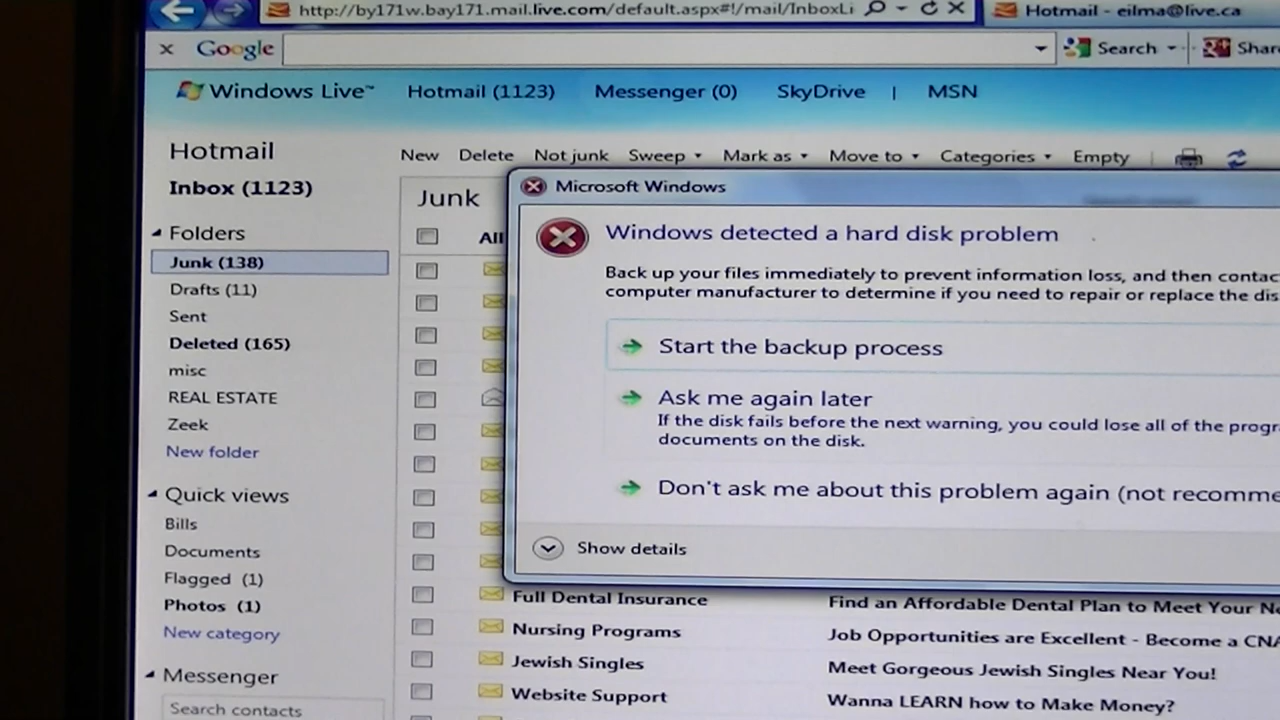 http://by171w.bay171.mail.live.com/default.aspx#!/mail/InboxLi
Hotmail - eilma@live.ca
Google
Search
Shar
Windows Live™
Hotmail (1123)
Messenger (0)
SkyDrive
|
MSN
Hotmail
Inbox (1123)
Folders
Junk (138)
Drafts (11)
Sent
Deleted (165)
misc
REAL ESTATE
Zeek
New folder
Quick views
Bills
Documents
Flagged (1)
Photos (1)
New category
Messenger
Search contacts
New Delete Not junk Sweep Mark as Move to Categories Empty
Junk
All
Microsoft Windows
Windows detected a hard disk problem
Back up your files immediately to prevent information loss, and then contac
computer manufacturer to determine if you need to repair or replace the dis
Start the backup process
Ask me again later
If the disk fails before the next warning, you could lose all of the progr
documents on the disk.
Don't ask me about this problem again (not recomme
Show details
Full Dental Insurance Find an Affordable Dental Plan to Meet Your Ne
Nursing Programs Job Opportunities are Excellent - Become a CNA
Jewish Singles Meet Gorgeous Jewish Singles Near You!
Website Support Wanna LEARN how to Make Money?